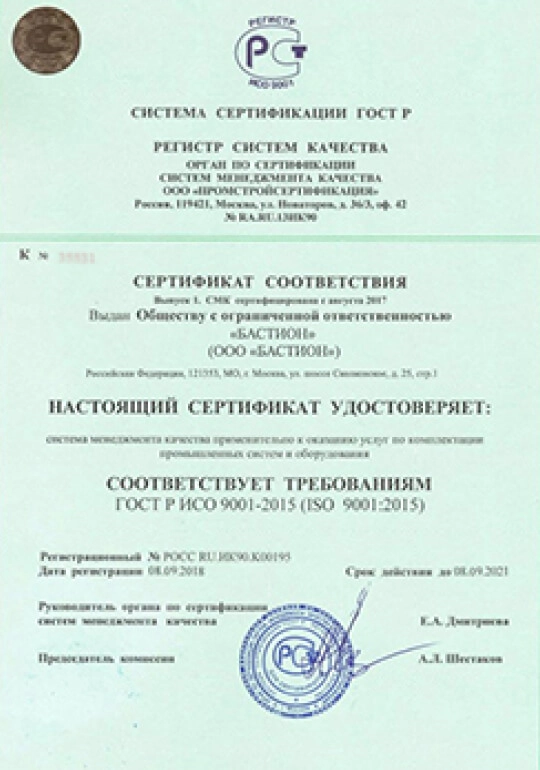 РЕГИСТР
РСТ
ИСО 9001
СИСТЕМА СЕРТИФИКАЦИИ ГОСТ Р
РЕГИСТР СИСТЕМ КАЧЕСТВА
ОРГАН ПО СЕРТИФИКАЦИИ
СИСТЕМ МЕНЕДЖМЕНТА КАЧЕСТВА
ООО «ПРОМСТРОЙСЕРТИФИКАЦИЯ»
Россия, 119421, Москва, ул. Новаторов, д. 36/3, оф. 42
№ RA.RU.13ИК90
К №
СЕРТИФИКАТ СООТВЕТСТВИЯ
Выпуск 1. СМК сертифицирована с августа 2017
Выдан Обществу с ограниченной ответственностью
«БАСТИОН»
(ООО «БАСТИОН»)
Российская Федерация, 121353, МО, г. Москва, ул. шоссе Сколковское, д. 25, стр.1
НАСТОЯЩИЙ СЕРТИФИКАТ УДОСТОВЕРЯЕТ:
система менеджмента качества применительно к оказанию услуг по комплектации
промышленных систем и оборудования
СООТВЕТСТВУЕТ ТРЕБОВАНИЯМ
ГОСТ Р ИСО 9001-2015 (ISO 9001:2015)
Регистрационный № РОСС RU.ИК90.К00195
Дата регистрации 08.09.2018 Срок действия до 08.09.2021
Руководитель органа по сертификации
систем менеджмента качества Е.А. Дмитриева
Председатель комиссии А.Л. Шестаков